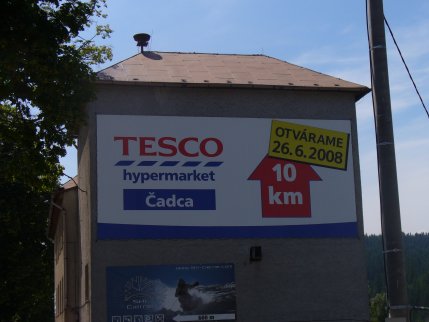 TESCO
hypermarket
Čadca
OTVÁRAME
26.6.2008
10
km